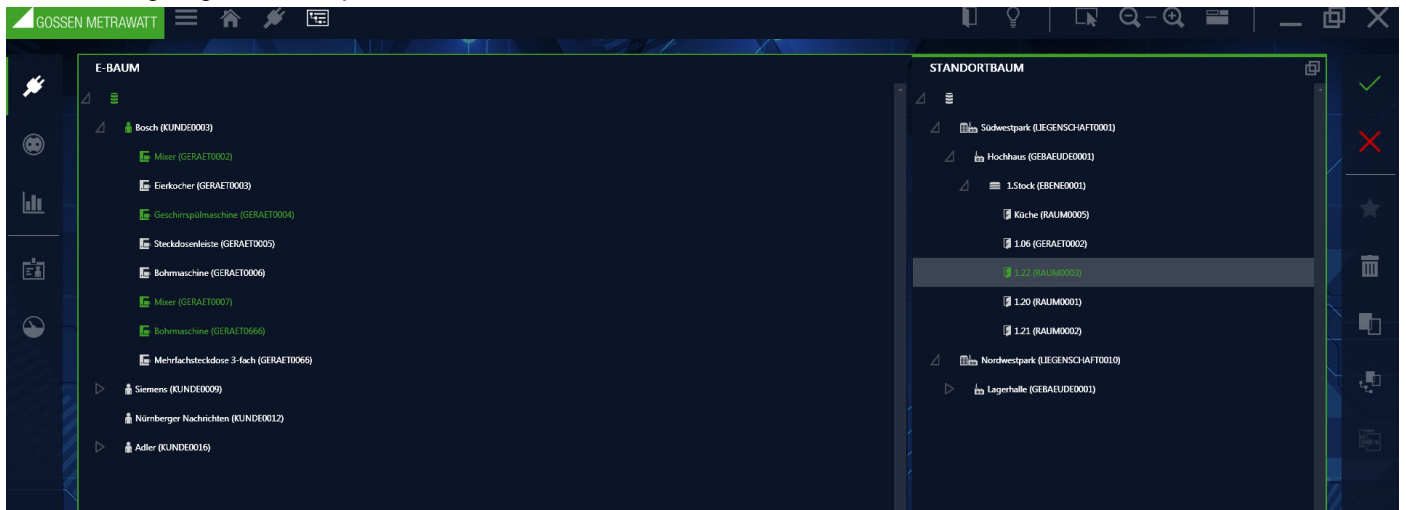 GOSSEN METRAWATT
E-BAUM
Bosch (KUNDE0003)
Mixer (GERAET0002)
Eierkocher (GERAET0003)
Geschirrspülmaschine (GERAET0004)
Steckdosenleiste (GERAET0005)
Bohrmaschine (GERAET0006)
Mixer (GERAET0007)
Bohrmaschine (GERAET0666)
Mehrfachsteckdose 3-fach (GERAET0066)
Siemens (KUNDE0009)
Nürnberger Nachrichten (KUNDE0012)
Adler (KUNDE0016)
STANDORTBAUM
Südwestpark (LIEGENSCHAFT0001)
Hochhaus (GEBAEUDE0001)
1.Stock (EBENE0001)
Küche (RAUM0005)
1.06 (GERAET0002)
1.22 (RAUM0003)
1.20 (RAUM0001)
1.21 (RAUM0002)
Nordwestpark (LIEGENSCHAFT0010)
Lagerhalle (GEBAEUDE0001)